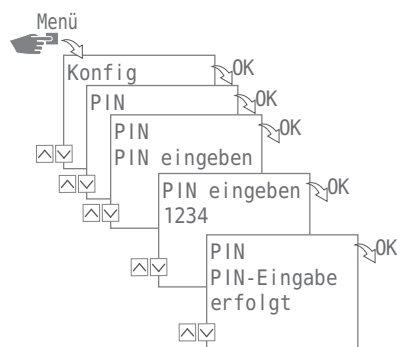 Menü
Konfig
OK
PIN
OK
PIN
PIN eingeben
OK
PIN eingeben
1234
OK
PIN
PIN-Eingabe
erfolgt
OK